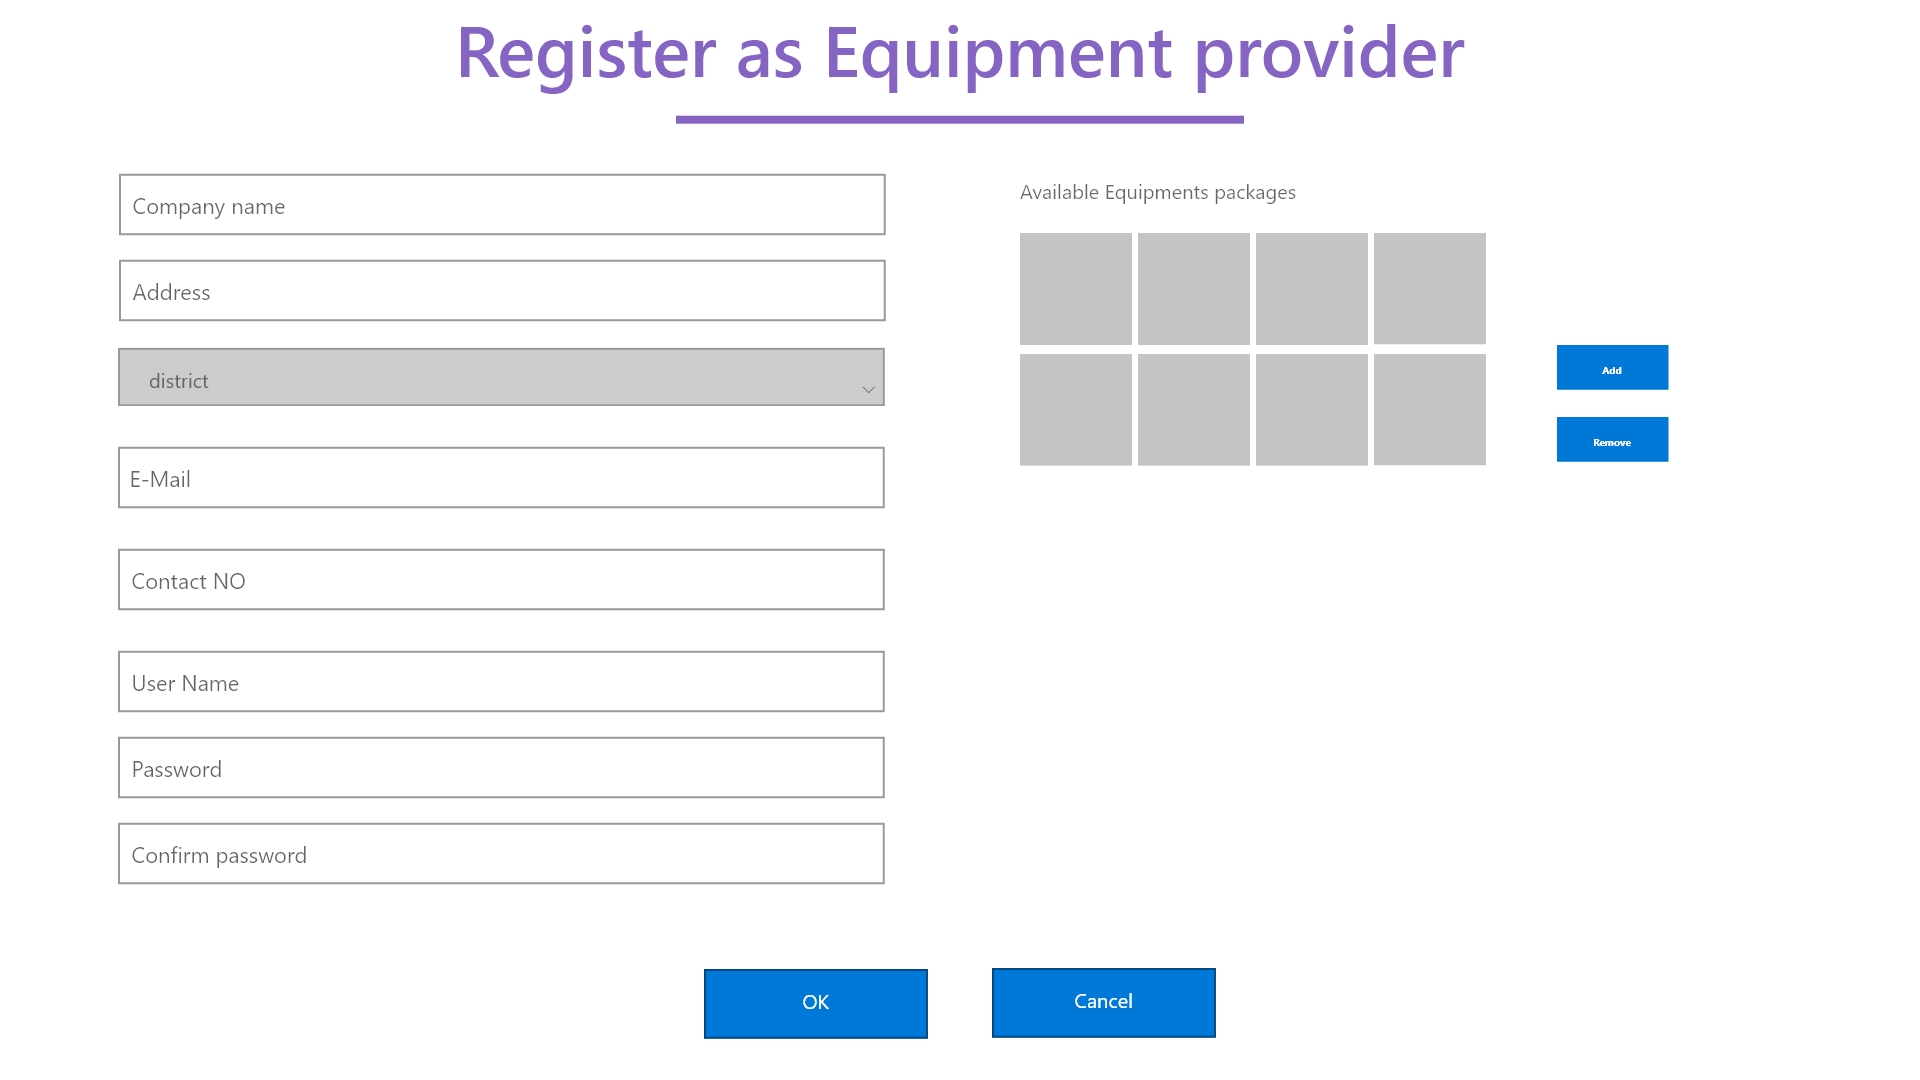 Register as Equipment provider
Company name
Address
district
E-Mail
Contact NO
User Name
Password
Confirm password
Available Equipments packages
Add
Remove
OK
Cancel